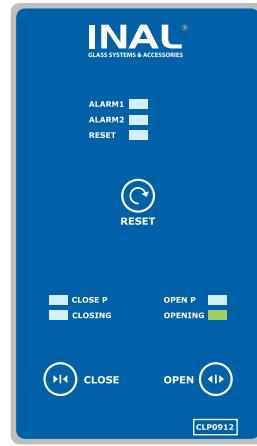 INAL®
GLASS SYSTEMS & ACCESSORIES
ALARM1
ALARM2
RESET
RESET
CLOSE P OPEN P
CLOSING OPENING
CLOSE OPEN
CLP0912